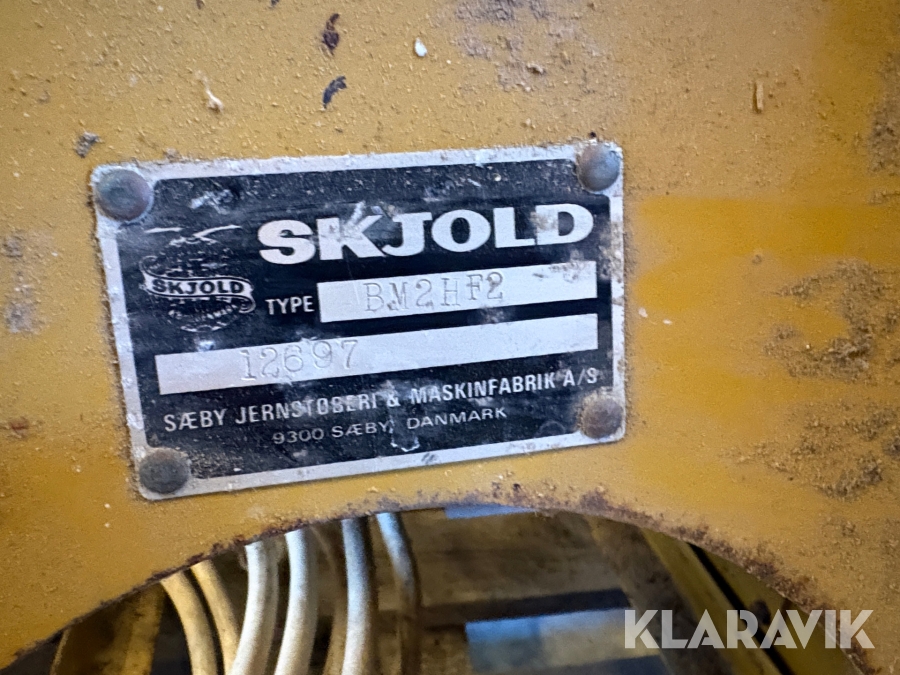 SKJOLD
SKJOLD
TYPE BM2HF2
12697
SÆBY JERNSTØBERI & MASKINFABRIK A/S
9300 SÆBY, DANMARK
KLARAVIK